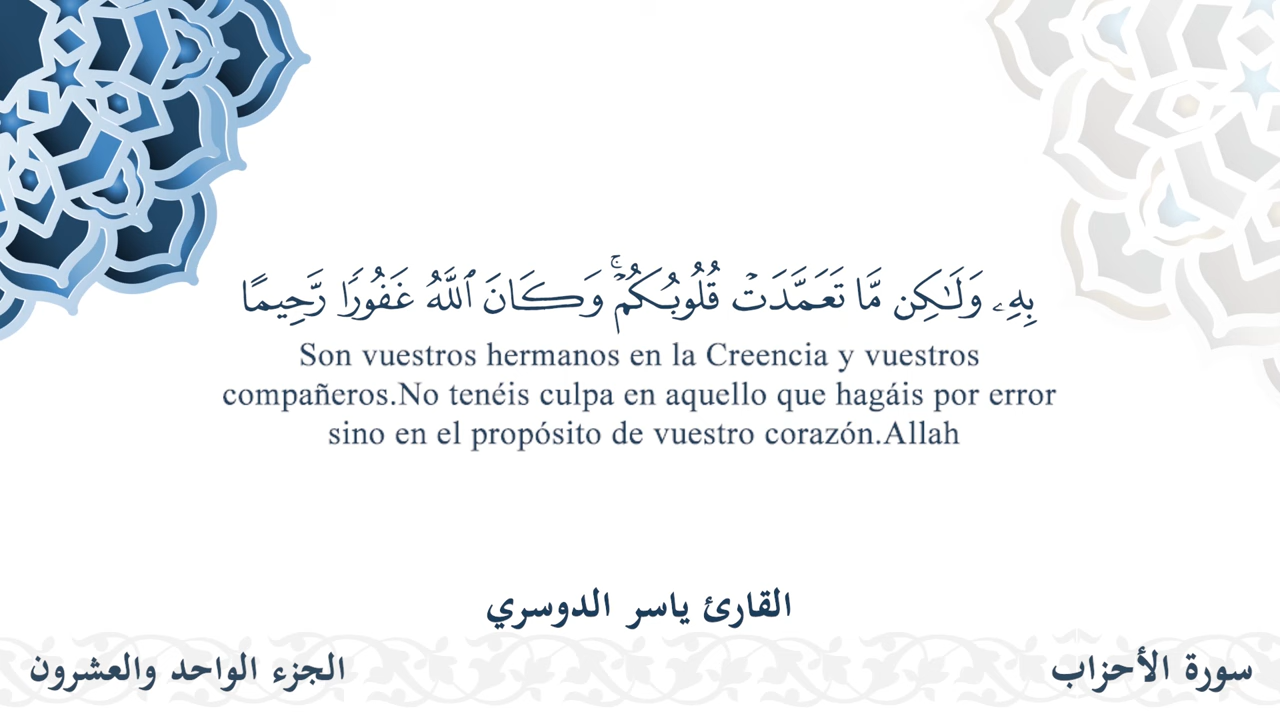 بِهِۦ وَلَـٰكِن مَّا تَعَمَّدَتۡ قُلُوبُكُمۡۚ وَكَانَ ٱللَّهُ غَفُورٗا رَّحِيمًا
Son vuestros hermanos en la Creencia y vuestros
compañeros.No tenéis culpa en aquello que hagáis por error
sino en el propósito de vuestro corazón.Allah
القارئ ياسر الدوسري
سورة الأحزاب
الجزء الواحد والعشرون